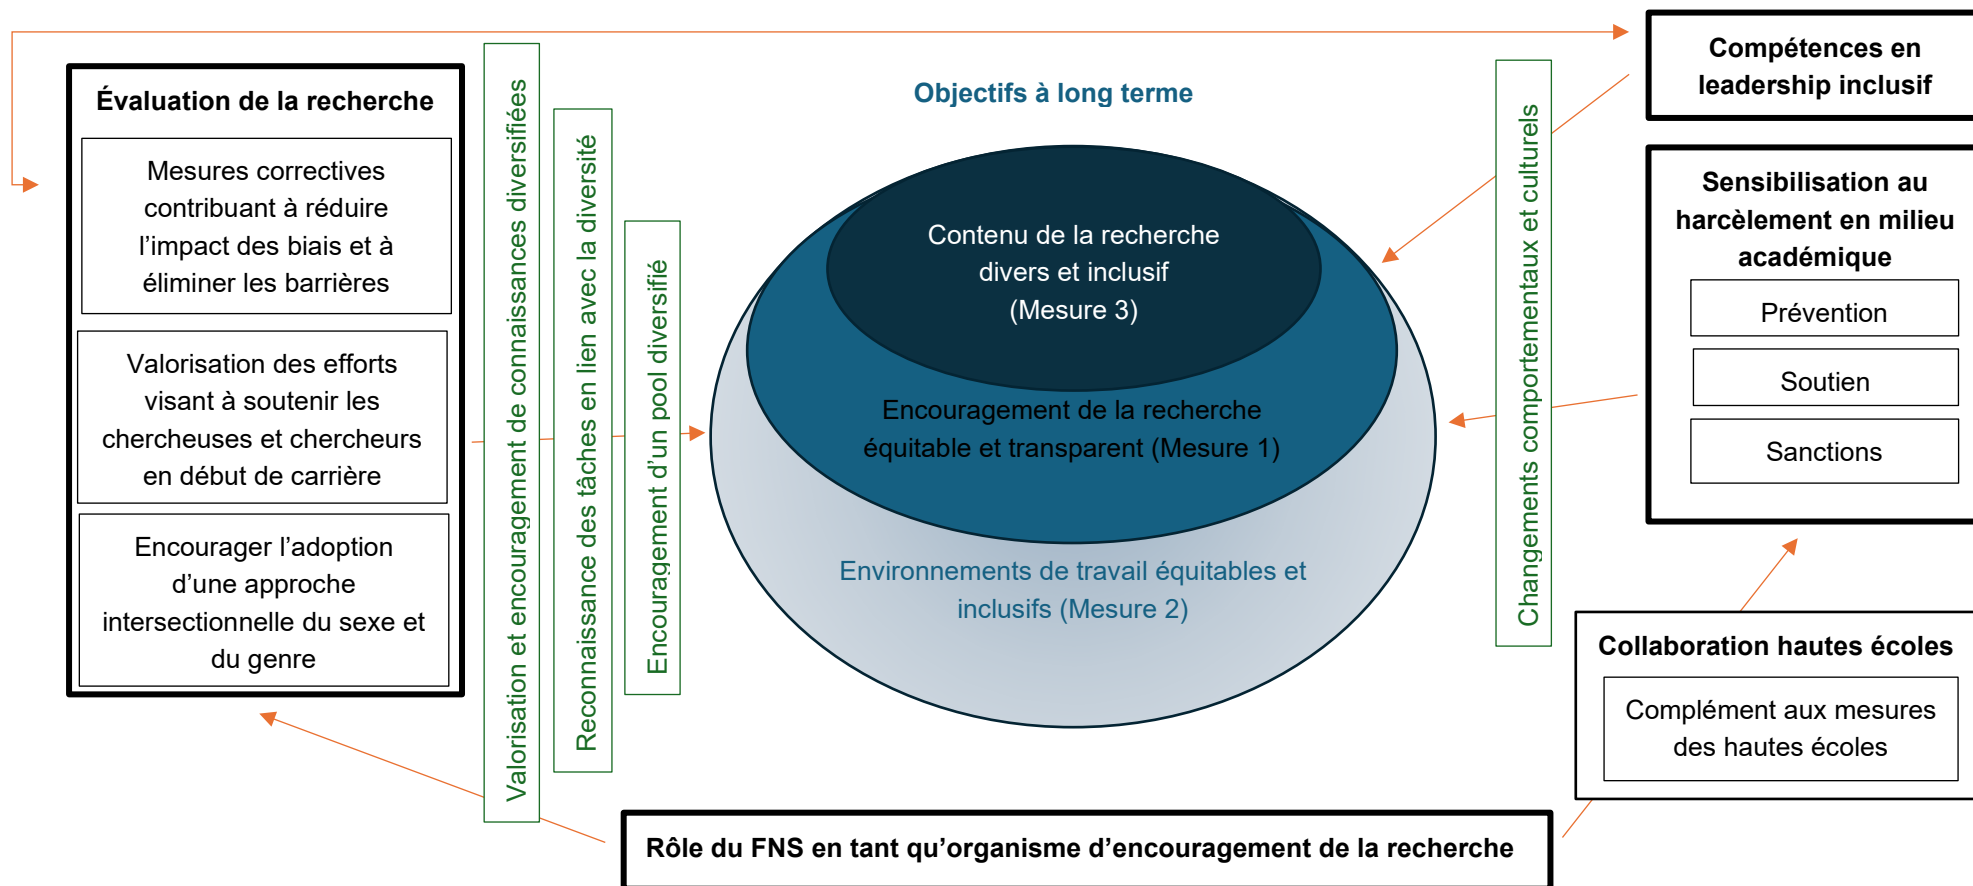 Évaluation de la recherche
Mesures correctives
contribuant à réduire
l’impact des biais et à
éliminer les barrières
Valorisation des efforts
visant à soutenir les
chercheuses et chercheurs
en début de carrière
Encourager l’adoption
d’une approche
intersectionnelle du sexe et
du genre
Valorisation et encouragement de connaissances diversifiées
Reconnaissance des tâches en lien avec la diversité
Encouragement d’un pool diversifié
Objectifs à long terme
Contenu de la recherche
divers et inclusif
(Mesure 3)
Encouragement de la recherche
équitable et transparent (Mesure 1)
Environnements de travail équitables et
inclusifs (Mesure 2)
Changements comportementaux et culturels
Compétences en
leadership inclusif
Sensibilisation au
harcèlement en milieu
académique
Prévention
Soutien
Sanctions
Collaboration hautes écoles
Complément aux mesures
des hautes écoles
Rôle du FNS en tant qu’organisme d’encouragement de la recherche